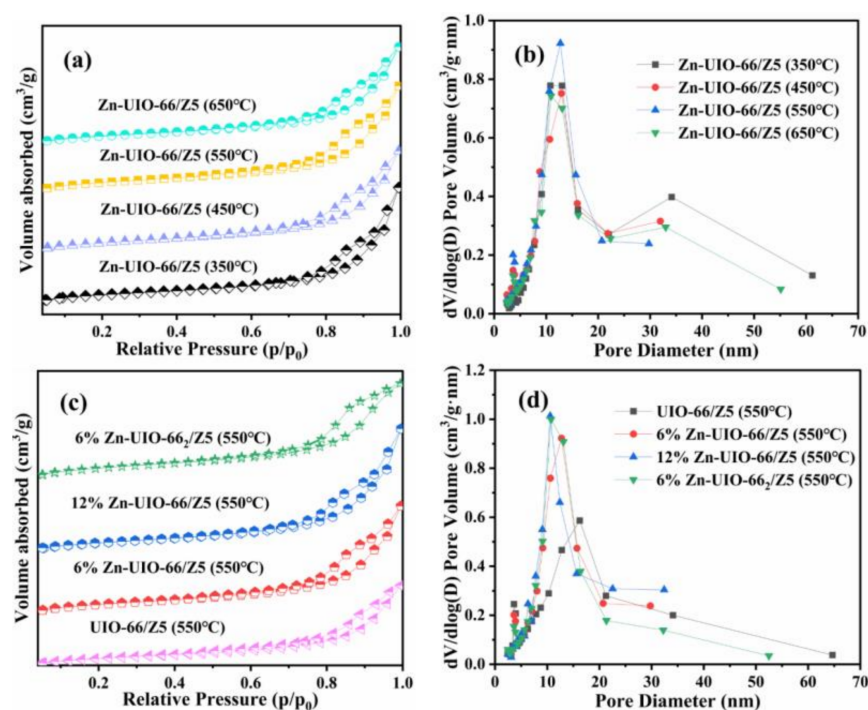 (a)
Zn-UIO-66/Z5 (650°C)
Zn-UIO-66/Z5 (550°C)
Zn-UIO-66/Z5 (450°C)
Zn-UIO-66/Z5 (350°C)
Volume absorbed (cm³/g)
0.2 0.4 0.6 0.8 1.0
Relative Pressure (p/p₀)
(b)
Zn-UIO-66/Z5 (350°C)
Zn-UIO-66/Z5 (450°C)
Zn-UIO-66/Z5 (550°C)
Zn-UIO-66/Z5 (650°C)
dV/dlog(D) Pore Volume (cm³/g·nm)
1.0
0.8
0.6
0.4
0.2
0.0
0 10 20 30 40 50 60 70
Pore Diameter (nm)
(c)
6% Zn-UIO-66₂/Z5 (550°C)
12% Zn-UIO-66/Z5 (550°C)
6% Zn-UIO-66/Z5 (550°C)
UIO-66/Z5 (550°C)
Volume absorbed (cm³/g)
0.2 0.4 0.6 0.8 1.0
Relative Pressure (p/p₀)
(d)
UIO-66/Z5 (550°C)
6% Zn-UIO-66/Z5 (550°C)
12% Zn-UIO-66/Z5 (550°C)
6% Zn-UIO-66₂/Z5 (550°C)
dV/dlog(D) Pore Volume (cm³/g·nm)
1.2
1.0
0.8
0.6
0.4
0.2
0.0
0 10 20 30 40 50 60 70
Pore Diameter (nm)